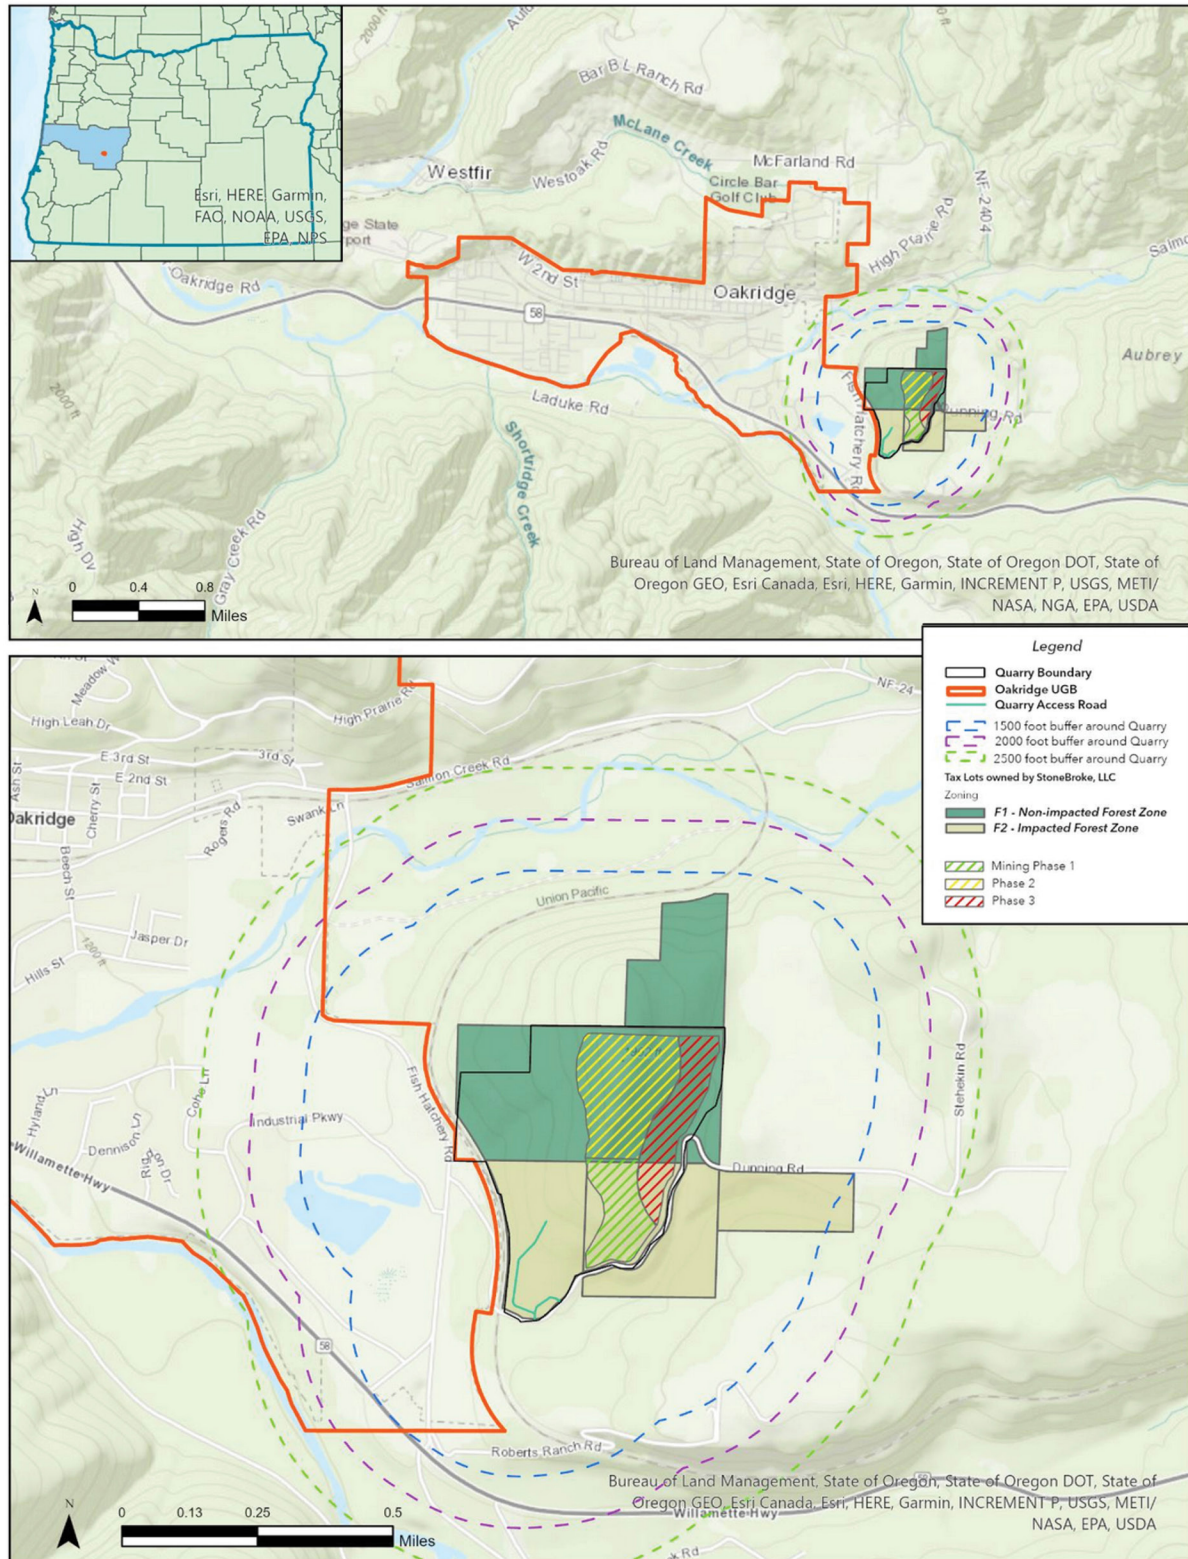 2000 ft
Bar B L Ranch Rd
McLane Creek
McFarland Rd
Westfir
Westoak Rd
Circle Bar
Golf Club
NF-2404
High Prairie Rd
Esri, HERE, Garmin,
FAO, NOAA, USGS,
EPA, NPS
ge State
port
W 2nd St
Oakridge
-Oakridge Rd
58
Aubrey
2000 ft
Laduke Rd
Fish Hatchery Rd
Dunning Rd
Shortridge Creek
Gray Creek Rd
High Dv
Bureau of Land Management, State of Oregon, State of Oregon DOT, State of
Oregon GEO, Esri Canada, Esri, HERE, Garmin, INCREMENT P, USGS, METI/
NASA, NGA, EPA, USDA
N
0 0.4 0.8
Miles
Legend
Quarry Boundary
Oakridge UGB
Quarry Access Road
1500 foot buffer around Quarry
2000 foot buffer around Quarry
2500 foot buffer around Quarry
Tax Lots owned by StoneBroke, LLC
Zoning
F1 - Non-impacted Forest Zone
F2 - Impacted Forest Zone
Mining Phase 1
Phase 2
Phase 3
Meadow W
High Leah Dr
High Prairie Rd
NF-24
E 3rd St
3rd St
E 2nd St
Ash St
Cherry St
Salmon Creek Rd
Swank Ln
Rogers Rd
Oakridge
Beech St
Union Pacific
Jasper Dr
1200 ft
Hills St
Fish Hatchery Rd
Stehekin Rd
Coho Ln
Hyland Ln
Industrial Pkwy
Dennison Ln
Willamette Hwy
Dunning Rd
58
Roberts Ranch Rd
58
Willamette Hwy
Bureau of Land Management, State of Oregon, State of Oregon DOT, State of
Oregon GEO, Esri Canada, Esri, HERE, Garmin, INCREMENT P, USGS, METI/
NASA, EPA, USDA
N
0 0.13 0.25 0.5
Miles